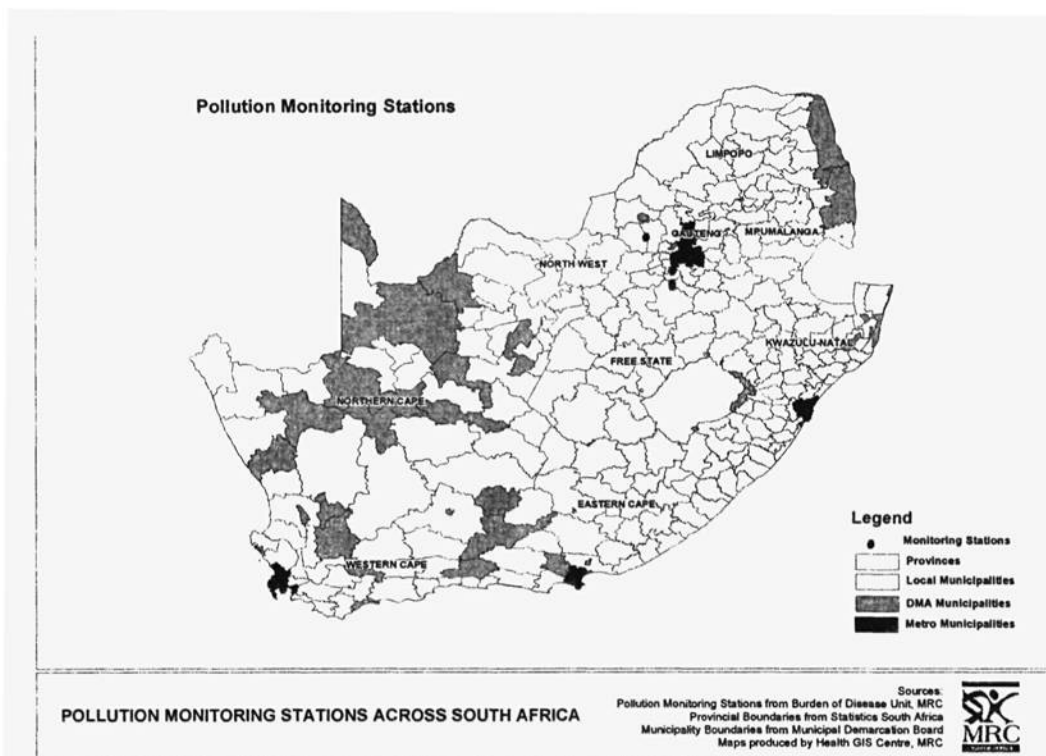 Pollution Monitoring Stations
LIMPOPO
GAUTENG
MPUMALANGA
NORTH WEST
KWAZULU-NATAL
FREE STATE
NORTHERN CAPE
EASTERN CAPE
WESTERN CAPE
Legend
Monitoring Stations
Provinces
Local Municipalities
DMA Municipalities
Metro Municipalities
POLLUTION MONITORING STATIONS ACROSS SOUTH AFRICA
Sources:
Pollution Monitoring Stations from Burden of Disease Unit, MRC
Provincial Boundaries from Statistics South Africa
Municipality Boundaries from Municipal Demarcation Board
Maps produced by Health GIS Centre, MRC
MRC